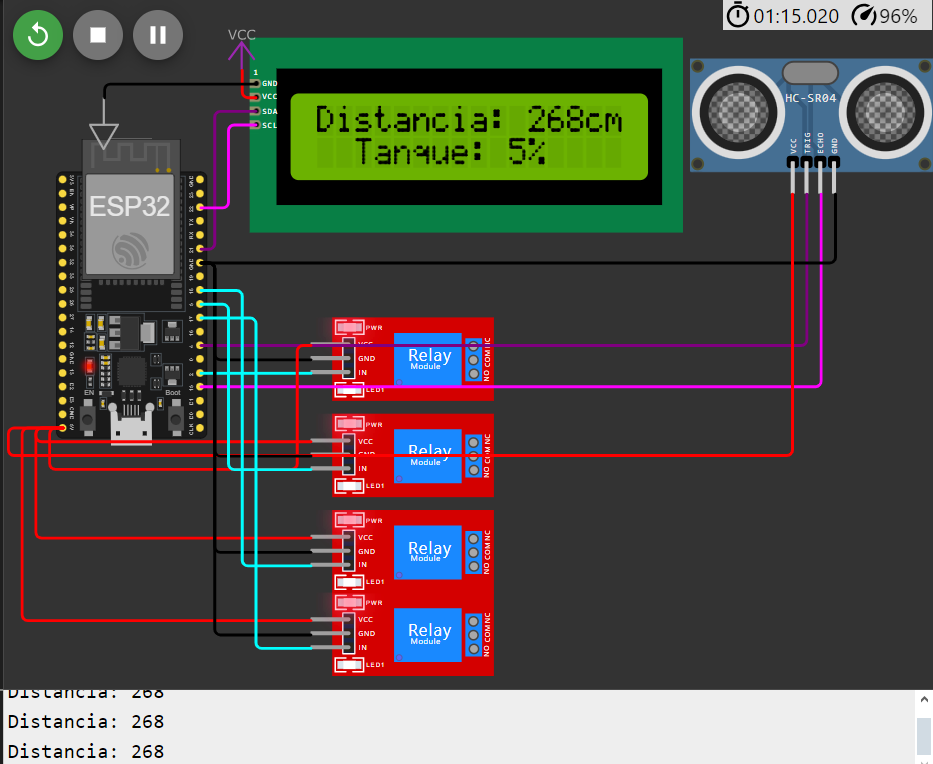 01:15.020 96%
VCC
1
GND
VCC
SDA
SCL
Distancia: 268cm
Tanque: 5%
HC-SR04
VCC
TRIG
ECHO
GND
ESP32
EN
Boot
PWR
VCC
GND
IN
LED1
Relay
Module
NO COM NC
PWR
VCC
GND
IN
LED1
Relay
Module
NO COM NC
PWR
VCC
GND
IN
LED1
Relay
Module
NO COM NC
PWR
VCC
GND
IN
LED1
Relay
Module
NO COM NC
Distancia: 268
Distancia: 268
Distancia: 268